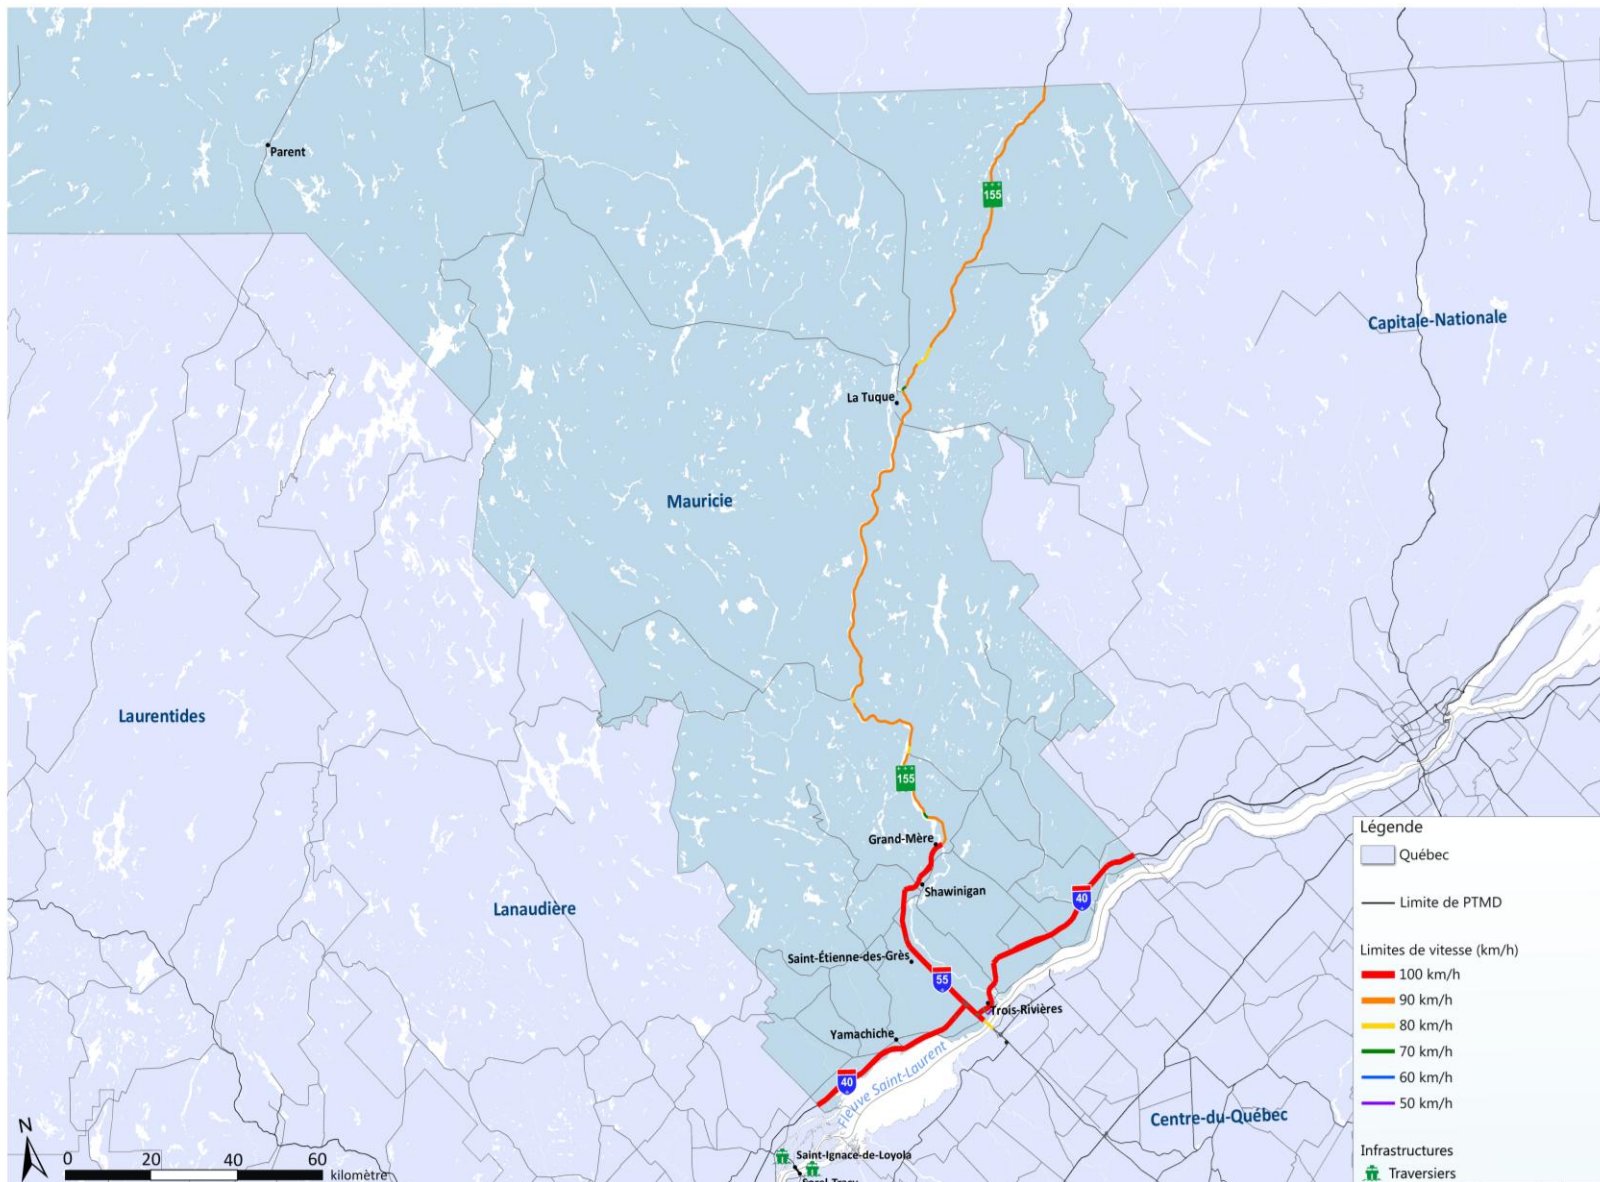 Parent
155
Capitale-Nationale
La Tuque
Mauricie
Laurentides
155
Grand-Mère
Shawinigan
40
Lanaudière
Saint-Étienne-des-Grès
55
Trois-Rivières
Yamachiche
Fleuve Saint-Laurent
40
Centre-du-Québec
Saint-Ignace-de-Loyola
N
0 20 40 60
kilomètre
Légende
Québec
Limite de PTMD
Limites de vitesse (km/h)
100 km/h
90 km/h
80 km/h
70 km/h
60 km/h
50 km/h
Infrastructures
Traversiers